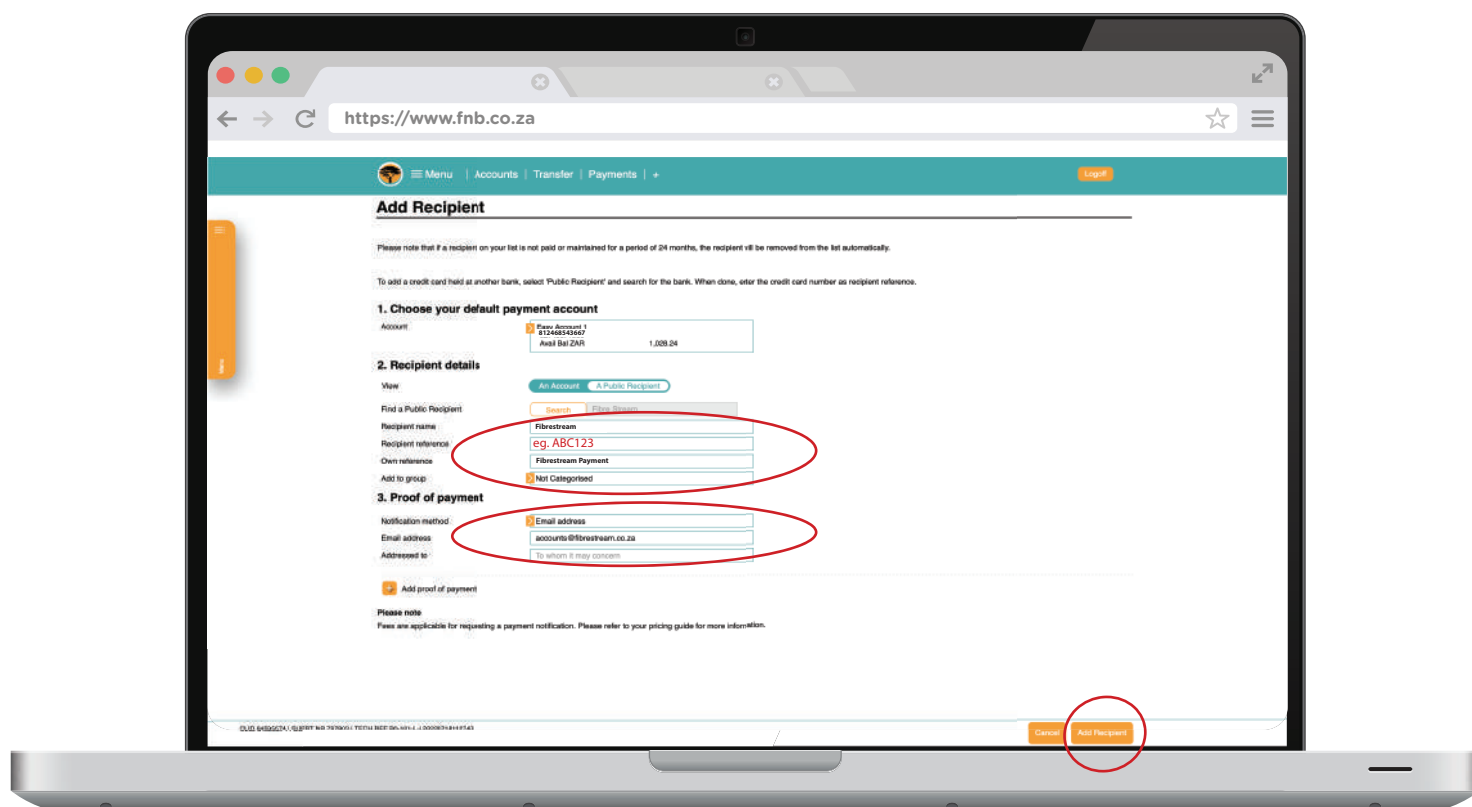 https://www.fnb.co.za
Menu | Accounts | Transfer | Payments | +
Logoff
Add Recipient
Please note that if a recipient on your list is not paid or maintained for a period of 24 months, the recipient will be removed from the list automatically.
To add a credit card held at another bank, select 'Public Recipient' and search for the bank. When done, enter the credit card number as recipient reference.
1. Choose your default payment account
Account
Easy Account 1
812468543667
Avail Bal ZAR 1,028.24
2. Recipient details
Menu
View An Account A Public Recipient
Find a Public Recipient Search Fibre Stream
Recipient name Fibrestream
Recipient reference eg. ABC123
Own reference Fibrestream Payment
Add to group Not Categorised
3. Proof of payment
Notification method Email address
Email address accounts@fibrestream.co.za
Addressed to To whom it may concern
Add proof of payment
Please note
Fees are applicable for requesting a payment notification. Please refer to your pricing guide for more information.
Cancel Add Recipient